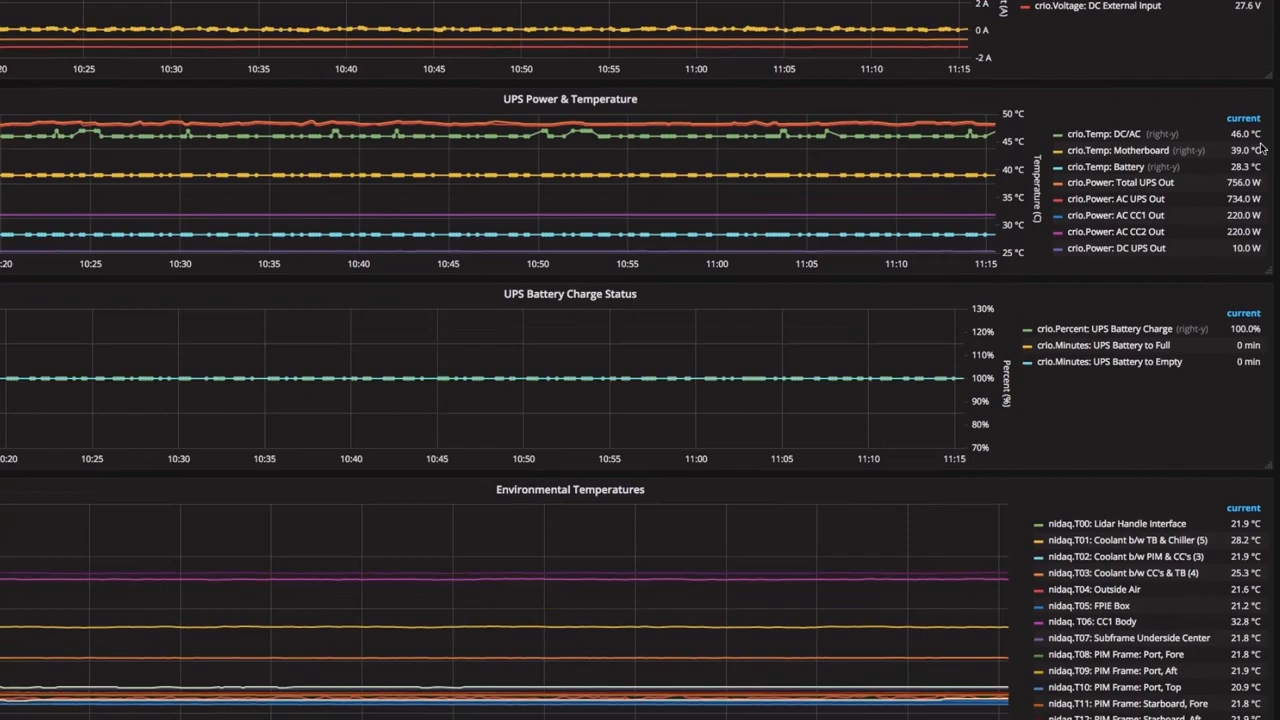 2 A
crio.Voltage: DC External Input 27.6 V
0 A
-2 A
20 10:25 10:30 10:35 10:40 10:45 10:50 10:55 11:00 11:05 11:10 11:15
UPS Power & Temperature
50 °C
45 °C
40 °C
35 °C
30 °C
25 °C
Temperature (C)
current
crio.Temp: DC/AC (right-y) 46.0 °C
crio.Temp: Motherboard (right-y) 39.0 °C
crio.Temp: Battery (right-y) 28.3 °C
crio.Power: Total UPS Out 756.0 W
crio.Power: AC UPS Out 734.0 W
crio.Power: AC CC1 Out 220.0 W
crio.Power: AC CC2 Out 220.0 W
crio.Power: DC UPS Out 10.0 W
:20 10:25 10:30 10:35 10:40 10:45 10:50 10:55 11:00 11:05 11:10 11:15
UPS Battery Charge Status
130%
120%
110%
100%
90%
80%
70%
Percent (%)
current
crio.Percent: UPS Battery Charge (right-y) 100.0%
crio.Minutes: UPS Battery to Full 0 min
crio.Minutes: UPS Battery to Empty 0 min
0:20 10:25 10:30 10:35 10:40 10:45 10:50 10:55 11:00 11:05 11:10 11:15
Environmental Temperatures
current
nidaq.T00: Lidar Handle Interface 21.9 °C
nidaq.T01: Coolant b/w TB & Chiller (5) 28.2 °C
nidaq.T02: Coolant b/w PIM & CC's (3) 21.9 °C
nidaq.T03: Coolant b/w CC's & TB (4) 25.3 °C
nidaq.T04: Outside Air 21.6 °C
nidaq.T05: FPIE Box 21.2 °C
nidaq. T06: CC1 Body 32.8 °C
nidaq.T07: Subframe Underside Center 21.8 °C
nidaq.T08: PIM Frame: Port, Fore 21.8 °C
nidaq.T09: PIM Frame: Port, Aft 21.9 °C
nidaq.T10: PIM Frame: Port, Top 20.9 °C
nidaq.T11: PIM Frame: Starboard, Fore 21.8 °C
nidaq.T12: PIM Frame: Starboard, Aft 21.9 °C